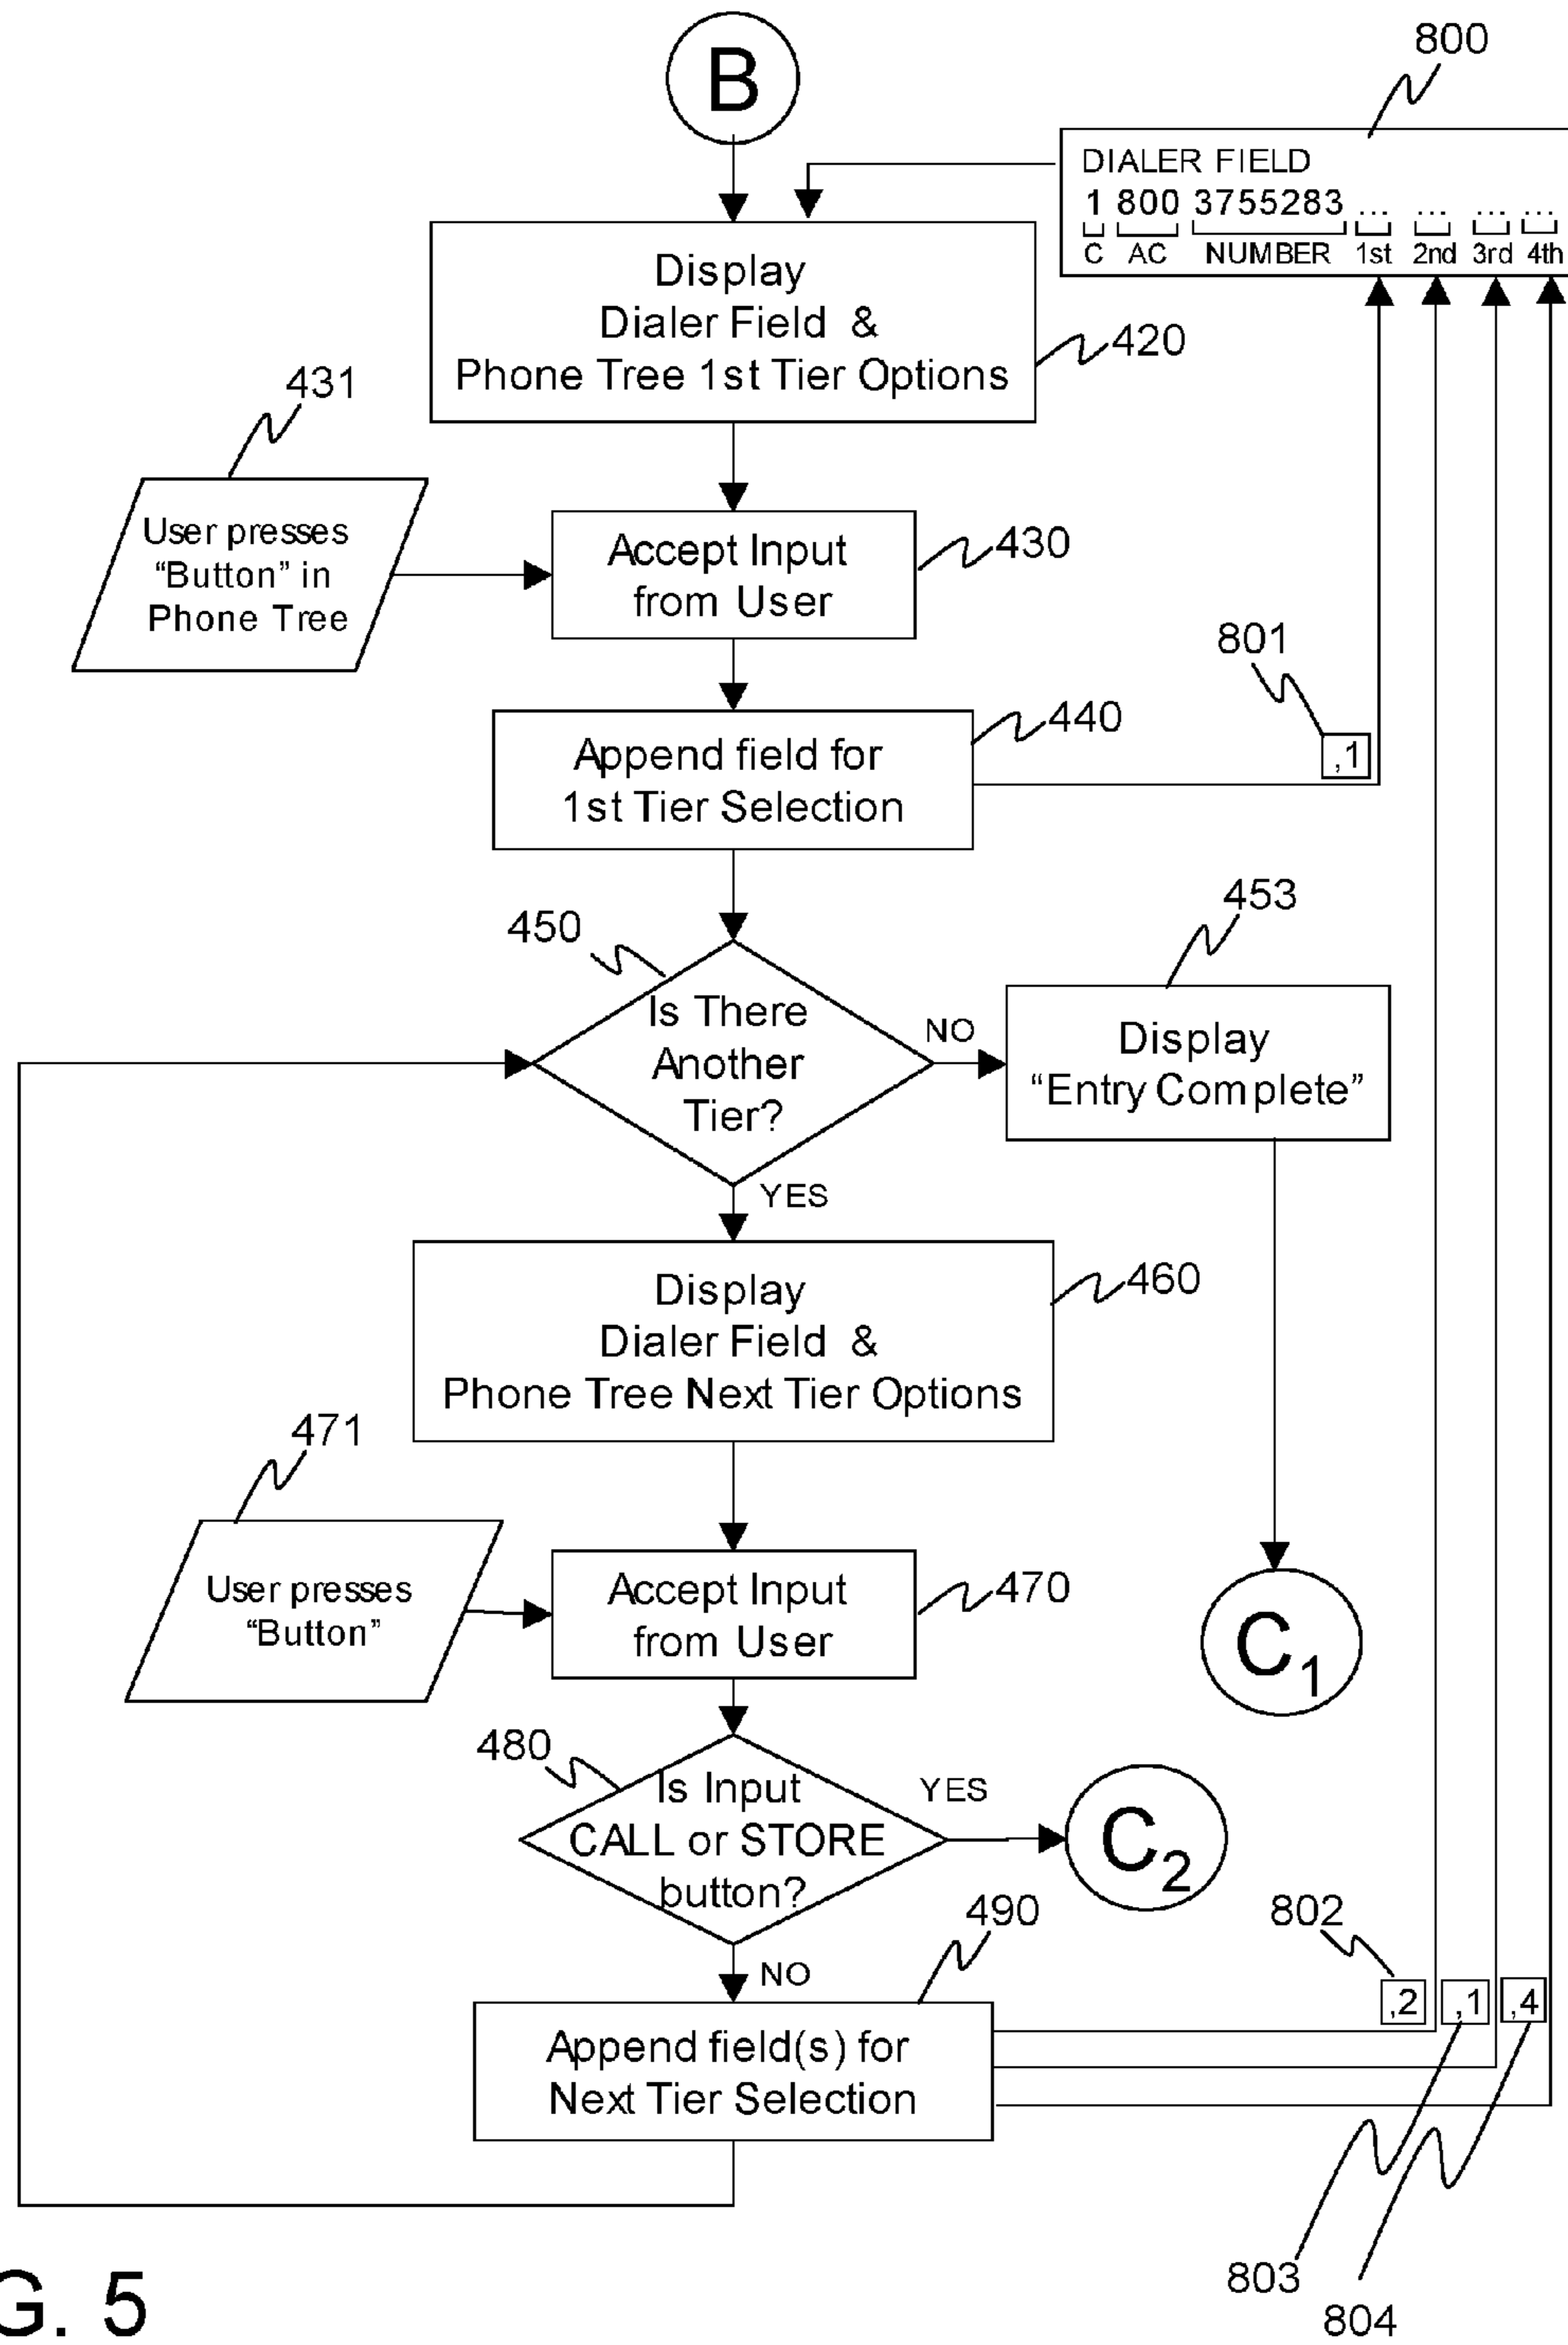 B
800
DIALER FIELD
1 800 3755283 ... ... ... ...
C AC NUMBER 1st 2nd 3rd 4th
Display
Dialer Field &
Phone Tree 1st Tier Options
420
431
User presses
“Button” in
Phone Tree
Accept Input
from User
430
801
,1
Append field for
1st Tier Selection
440
450
Is There
Another
Tier?
NO
453
Display
“Entry Complete”
YES
Display
Dialer Field &
Phone Tree Next Tier Options
460
471
User presses
“Button”
Accept Input
from User
470
C1
480
Is Input
CALL or STORE
button?
YES
C2
NO
490
802
,2 ,1 ,4
Append field(s) for
Next Tier Selection
803
804
G. 5